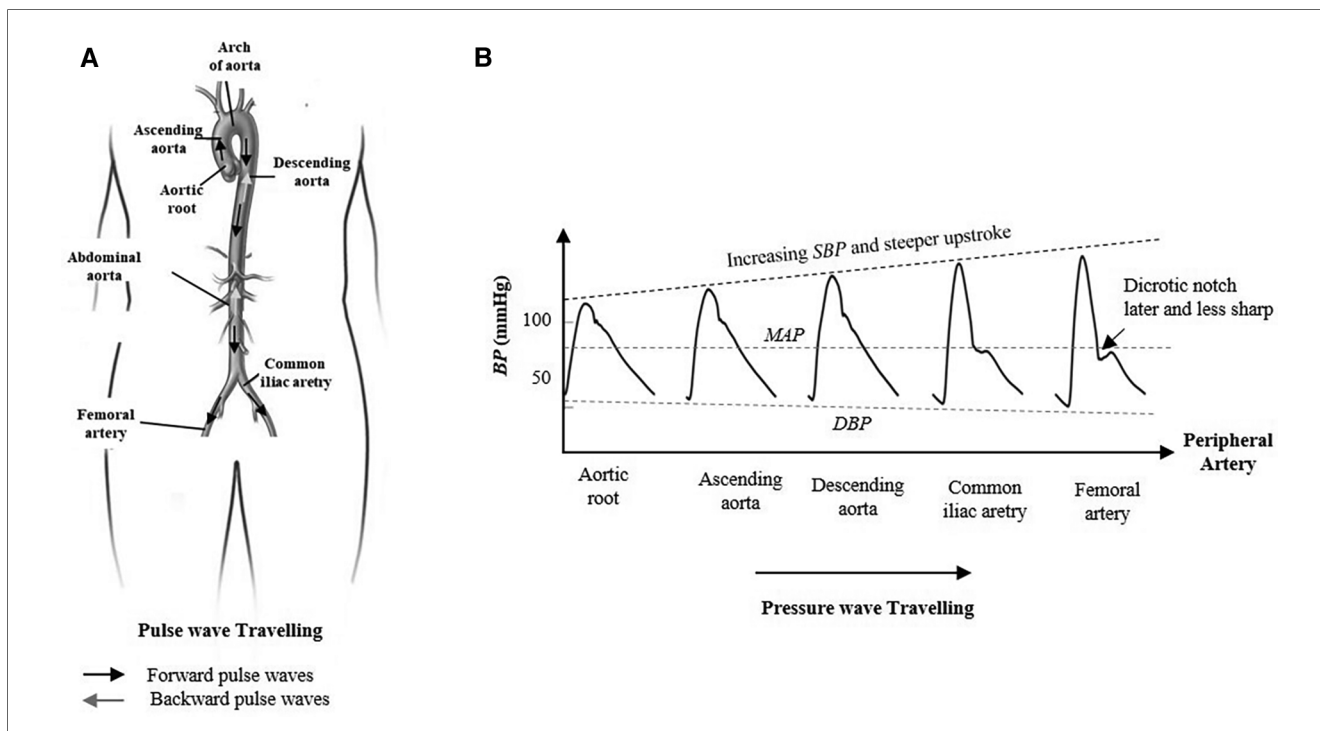 A
Arch
of aorta
Ascending
aorta
Descending
aorta
Aortic
root
Abdominal
aorta
Common
iliac aretry
Femoral
artery
Pulse wave Travelling
Forward pulse waves
Backward pulse waves
B
BP (mmHg)
100
50
Increasing SBP and steeper upstroke
MAP
DBP
Dicrotic notch
later and less sharp
Peripheral
Artery
Aortic
root
Ascending
aorta
Descending
aorta
Common
iliac aretry
Femoral
artery
Pressure wave Travelling